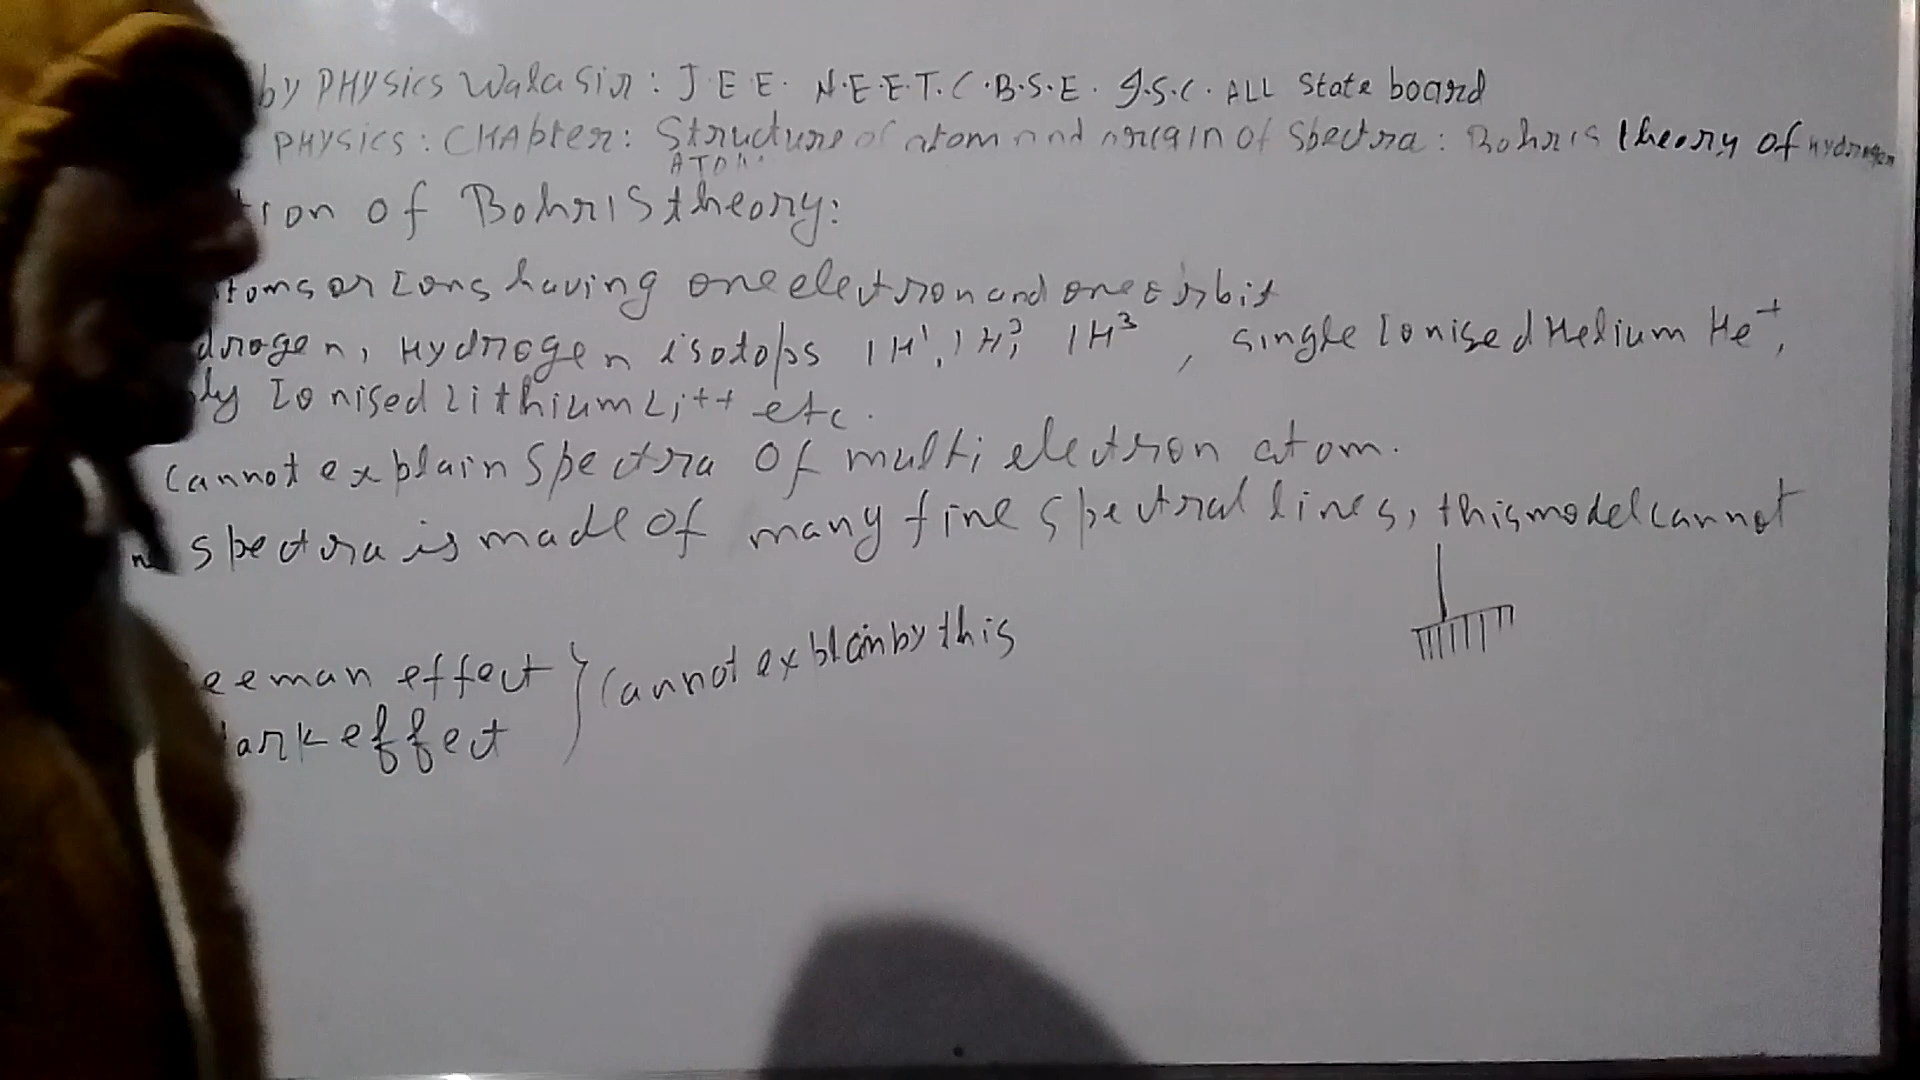 by PHYSics Wala Sir: J.E.E. N.E.E.T. C.B.S.E. I.S.C. ALL State board
PHYSICS: CHApter: Structure of atom and origin of Spectra: Bohr's theory of Hydrogen
ATOM
tion of Bohr's theory:
toms or Ions having one electron and one orbit
drogen, Hydrogen isotops 1H1, 1H2, 1H3, single Ionised Helium He+,
ly Ionised Lithium Li++ etc.
cannot explain Spectra of multi electron atom.
Spectra is made of many fine spectral lines, this model cannot
eeman effect } cannot explain by this
ark effect